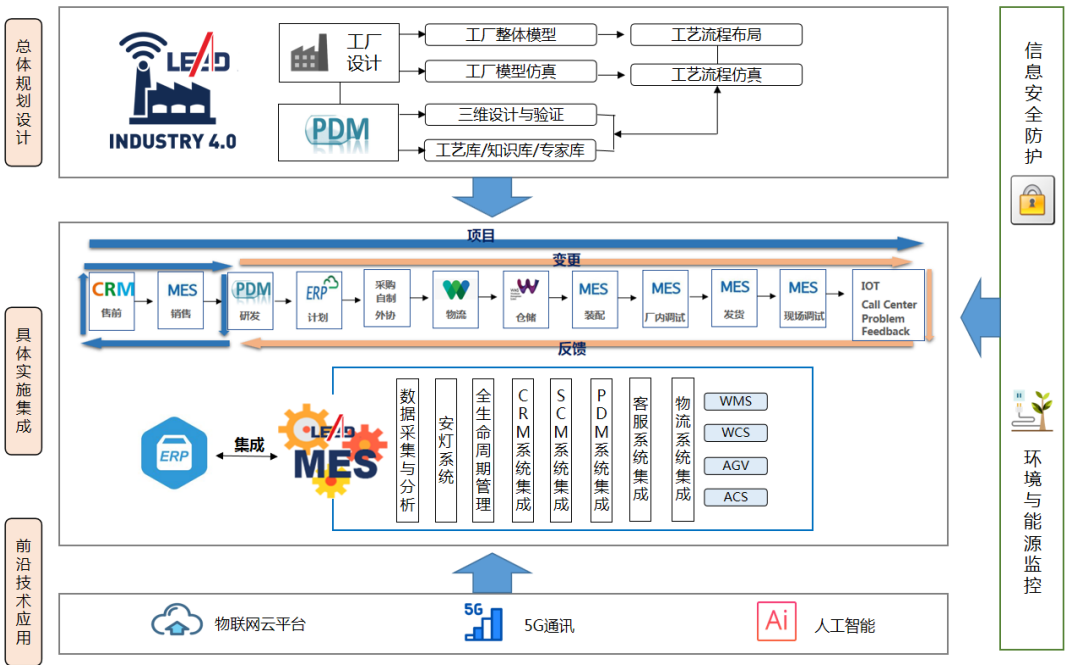 总体规划设计
LEAD
INDUSTRY 4.0
工厂
设计
PDM
工厂整体模型
工厂模型仿真
三维设计与验证
工艺库/知识库/专家库
工艺流程布局
工艺流程仿真
具体实施集成
项目
变更
CRM
售前
MES
销售
PDM
研发
ERP
计划
采购
自制
外协
物流
仓储
MES
装配
MES
厂内调试
MES
发货
MES
现场调试
IOT
Call Center
Problem
Feedback
反馈
ERP
集成
LEAD
MES
数据采集与分析
安灯系统
全生命周期管理
CRM系统集成
SCM系统集成
PDM系统集成
客服系统集成
物流系统集成
WMS
WCS
AGV
ACS
前沿技术应用
物联网云平台
5G
5G通讯
Ai
人工智能
信息安全防护
环境与能源监控